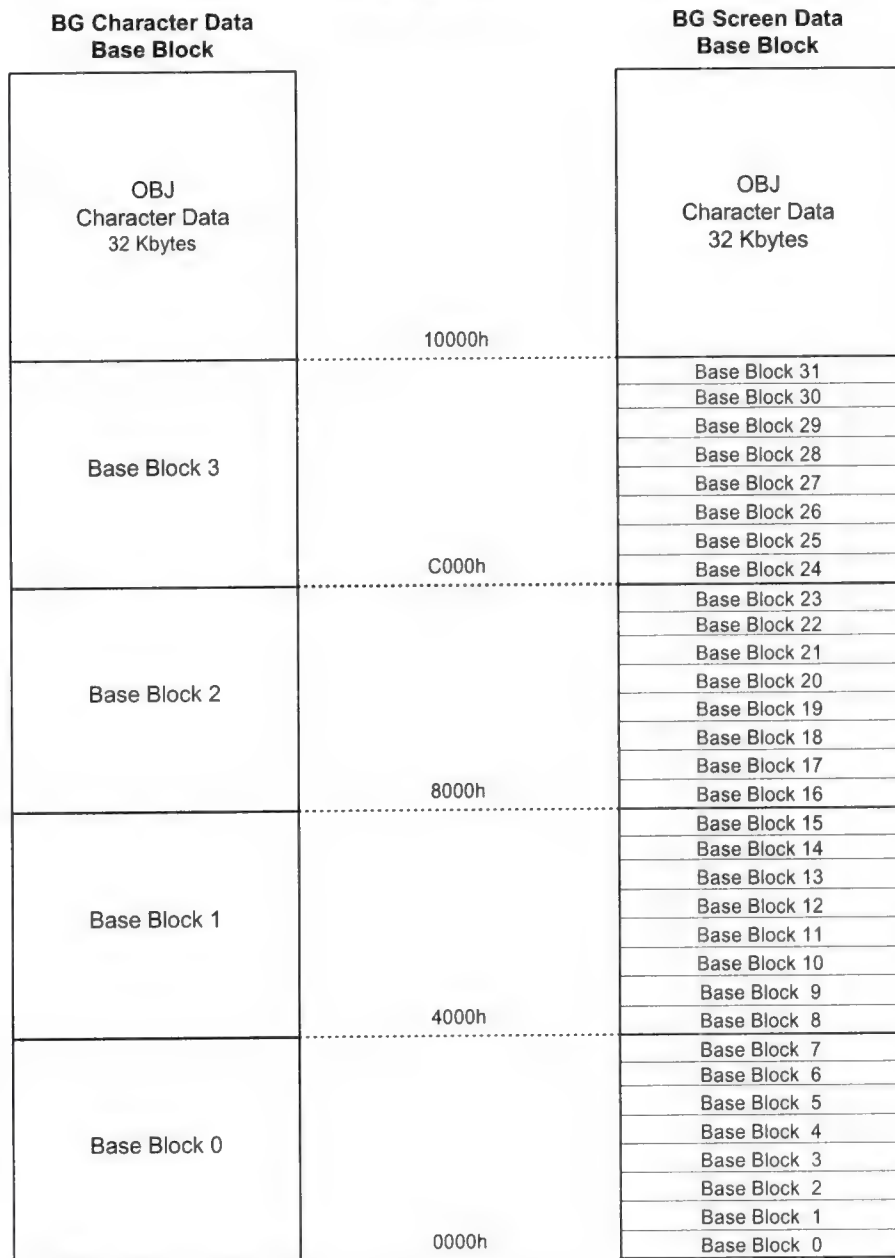 BG Character Data
Base Block
OBJ
Character Data
32 Kbytes
Base Block 3
Base Block 2
Base Block 1
Base Block 0
10000h
C000h
8000h
4000h
0000h
BG Screen Data
Base Block
OBJ
Character Data
32 Kbytes
Base Block 31
Base Block 30
Base Block 29
Base Block 28
Base Block 27
Base Block 26
Base Block 25
Base Block 24
Base Block 23
Base Block 22
Base Block 21
Base Block 20
Base Block 19
Base Block 18
Base Block 17
Base Block 16
Base Block 15
Base Block 14
Base Block 13
Base Block 12
Base Block 11
Base Block 10
Base Block 9
Base Block 8
Base Block 7
Base Block 6
Base Block 5
Base Block 4
Base Block 3
Base Block 2
Base Block 1
Base Block 0